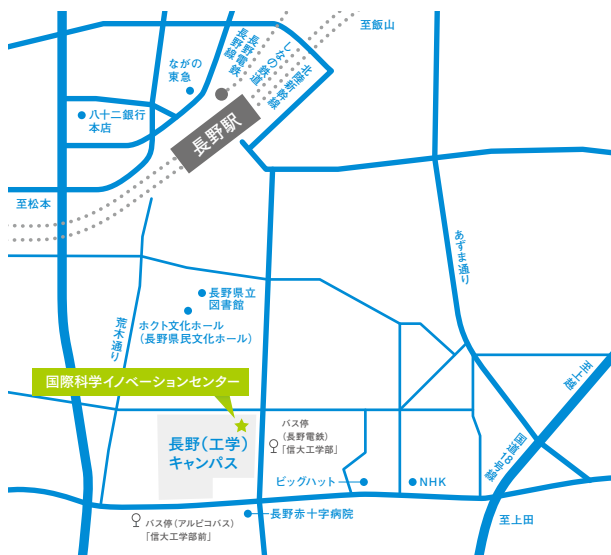 至飯山
ながの
東急
長野電鉄
長野線
しなの鉄道
北陸新幹線
八十二銀行
本店
長野駅
至松本
あずま通り
長野県立
図書館
ホクト文化ホール
(長野県民文化ホール)
荒木通り
国際科学イノベーションセンター
至上越
バス停
(長野電鉄)
「信大工学部」
長野(工学)
キャンパス
国道18号線
ビッグハット
NHK
長野赤十字病院
至上田
バス停(アルピコバス)
「信大工学部前」